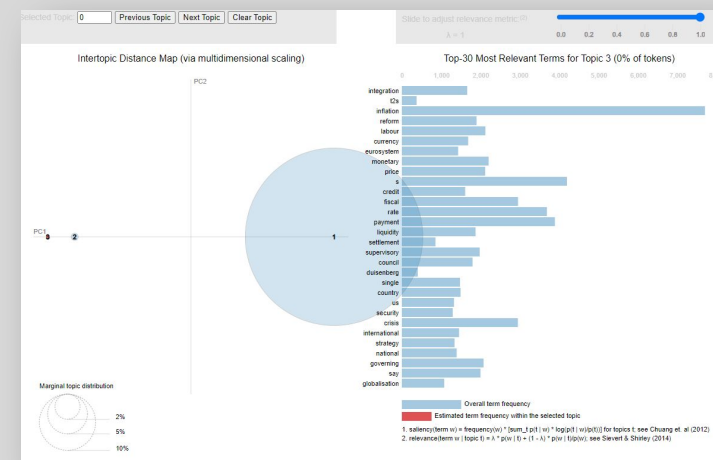 Selected Topic: 0 Previous Topic Next Topic Clear Topic
Slide to adjust relevance metric:(2)
λ = 1
0.0 0.2 0.4 0.6 0.8 1.0
Intertopic Distance Map (via multidimensional scaling)
PC2
PC1
3
2
1
Marginal topic distribution
2%
5%
10%
Top-30 Most Relevant Terms for Topic 3 (0% of tokens)
0 1,000 2,000 3,000 4,000 5,000 6,000 7,000
integration
t2s
inflation
reform
labour
currency
eurosystem
monetary
price
s
credit
fiscal
rate
payment
liquidity
settlement
supervisory
council
duisenberg
single
country
us
security
crisis
international
strategy
national
governing
say
globalisation
Overall term frequency
Estimated term frequency within the selected topic
1. saliency(term w) = frequency(w) * [sum_t p(t | w) * log(p(t | w)/p(t))] for topics t; see Chuang et. al (2012)
2. relevance(term w | topic t) = λ * p(w | t) + (1 - λ) * p(w | t)/p(w); see Sievert & Shirley (2014)